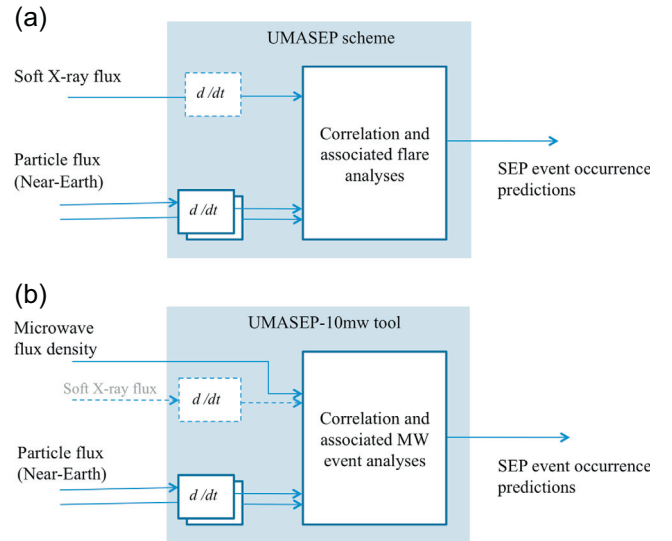 (a)
UMASEP scheme
Soft X-ray flux
d /dt
Correlation and
associated flare
analyses
Particle flux
(Near-Earth)
d /dt
SEP event occurrence
predictions
(b)
UMASEP-10mw tool
Microwave
flux density
Soft X-ray flux
d /dt
Correlation and
associated MW
event analyses
Particle flux
(Near-Earth)
d /dt
SEP event occurrence
predictions